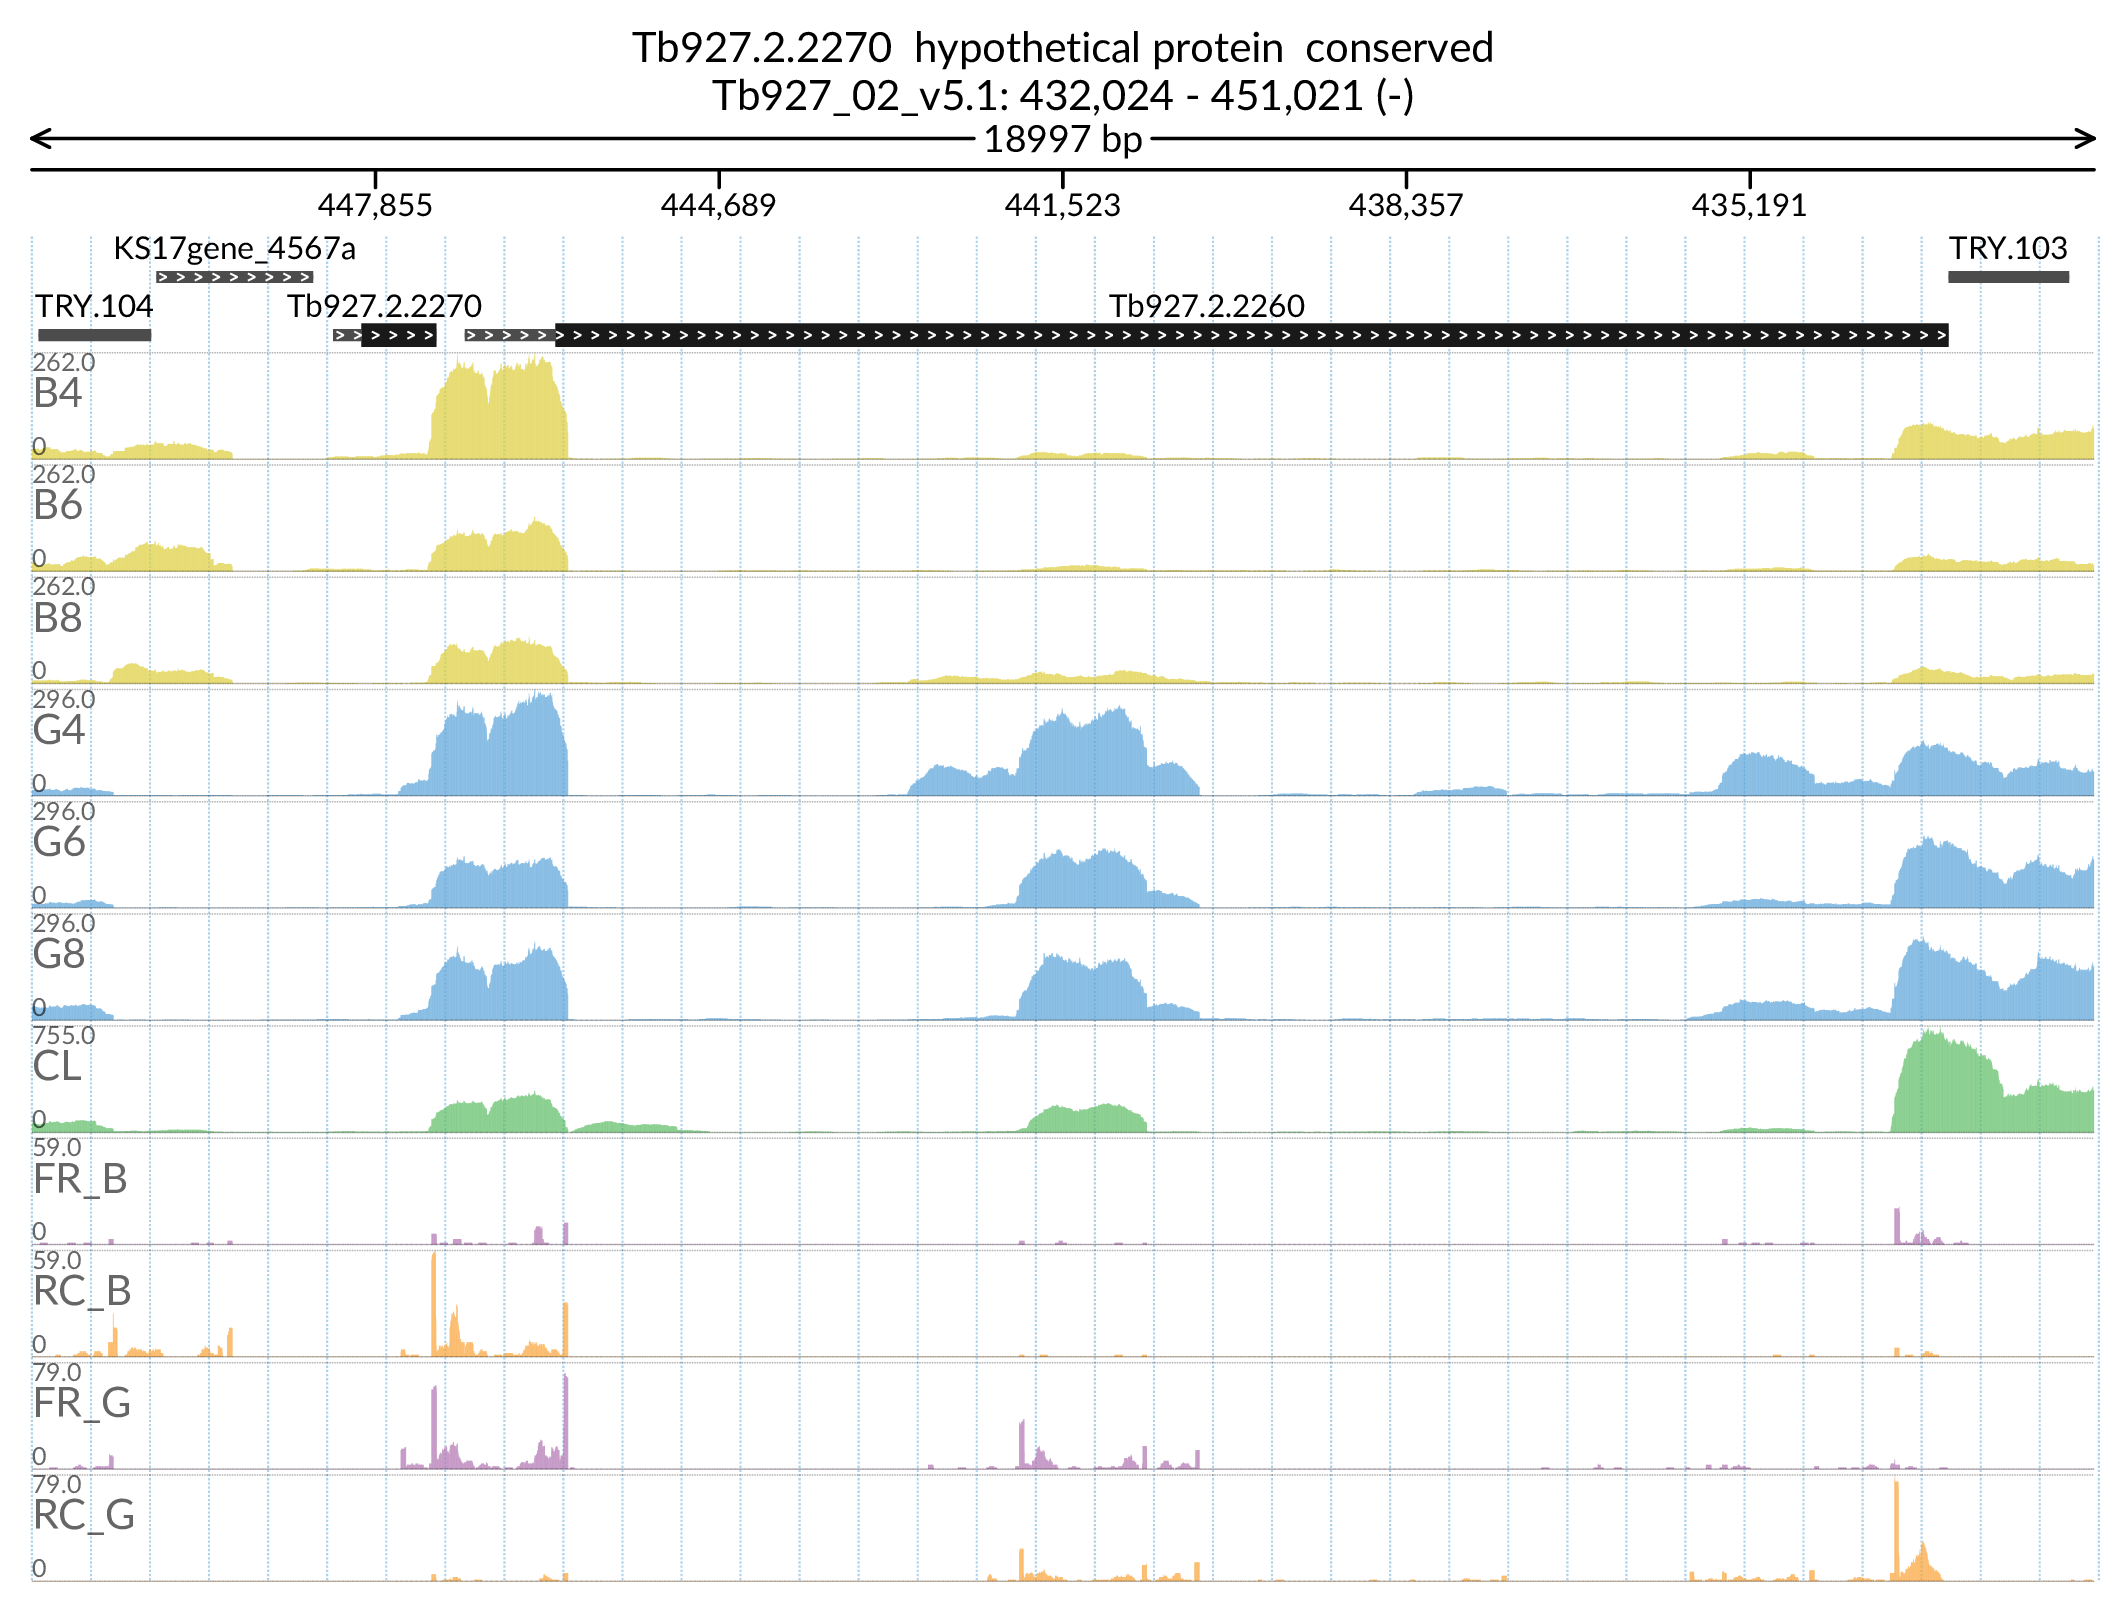 Tb927.2.2270 hypothetical protein conserved
Tb927_02_v5.1: 432,024 - 451,021 (-)
18997 bp
447,855 444,689 441,523 438,357 435,191
KS17gene_4567a TRY.103
TRY.104 Tb927.2.2270 Tb927.2.2260
262.0
B4
0
262.0
B6
0
262.0
B8
0
296.0
G4
0
296.0
G6
0
296.0
G8
0
755.0
CL
0
59.0
FR_B
0
59.0
RC_B
0
79.0
FR_G
0
79.0
RC_G
0